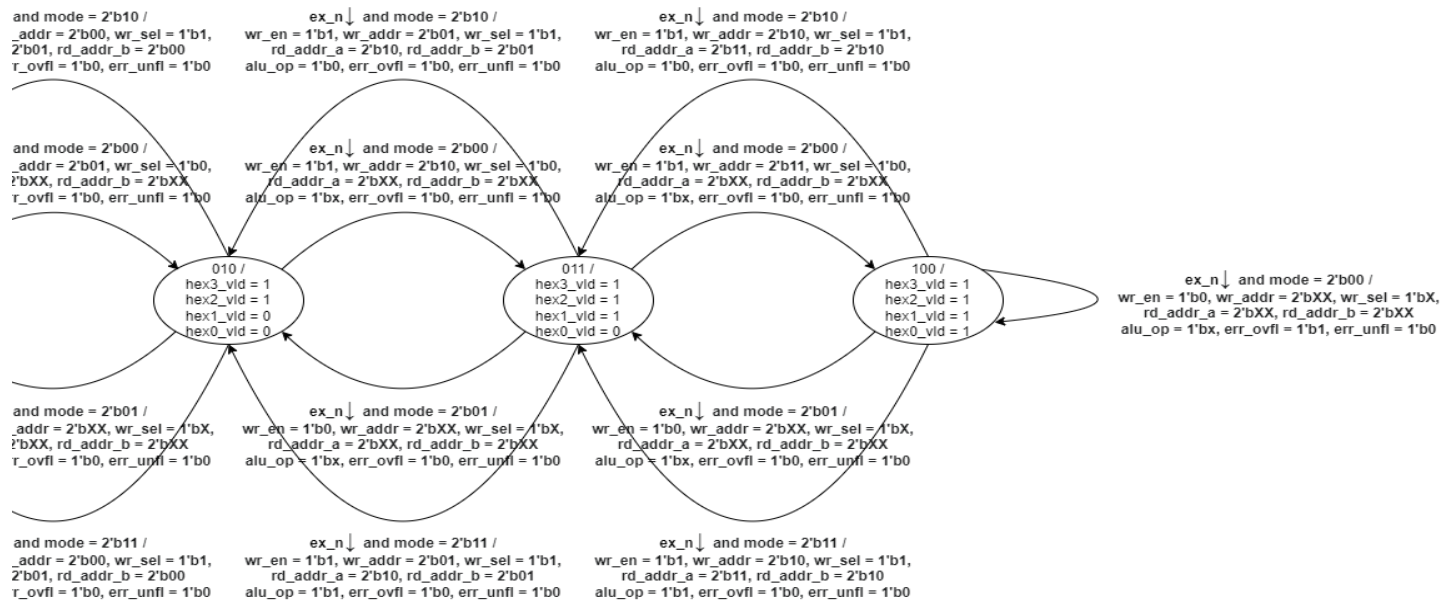 and mode = 2'b10 /
_addr = 2'b00, wr_sel = 1'b1,
2'b01, rd_addr_b = 2'b00
err_ovfl = 1'b0, err_unfl = 1'b0
ex_n↓ and mode = 2'b10 /
wr_en = 1'b1, wr_addr = 2'b01, wr_sel = 1'b1,
rd_addr_a = 2'b10, rd_addr_b = 2'b01
alu_op = 1'b0, err_ovfl = 1'b0, err_unfl = 1'b0
ex_n↓ and mode = 2'b10 /
wr_en = 1'b1, wr_addr = 2'b10, wr_sel = 1'b1,
rd_addr_a = 2'b11, rd_addr_b = 2'b10
alu_op = 1'b0, err_ovfl = 1'b0, err_unfl = 1'b0
and mode = 2'b00 /
_addr = 2'b01, wr_sel = 1'b0,
2'bXX, rd_addr_b = 2'bXX
r_ovfl = 1'b0, err_unfl = 1'b0
ex_n↓ and mode = 2'b00 /
wr_en = 1'b1, wr_addr = 2'b10, wr_sel = 1'b0,
rd_addr_a = 2'bXX, rd_addr_b = 2'bXX
alu_op = 1'bx, err_ovfl = 1'b0, err_unfl = 1'b0
ex_n↓ and mode = 2'b00 /
wr_en = 1'b1, wr_addr = 2'b11, wr_sel = 1'b0,
rd_addr_a = 2'bXX, rd_addr_b = 2'bXX
alu_op = 1'bx, err_ovfl = 1'b0, err_unfl = 1'b0
010 /
hex3_vld = 1
hex2_vld = 1
hex1_vld = 0
hex0_vld = 0
011 /
hex3_vld = 1
hex2_vld = 1
hex1_vld = 1
hex0_vld = 0
100 /
hex3_vld = 1
hex2_vld = 1
hex1_vld = 1
hex0_vld = 1
ex_n↓ and mode = 2'b00 /
wr_en = 1'b0, wr_addr = 2'bXX, wr_sel = 1'bX,
rd_addr_a = 2'bXX, rd_addr_b = 2'bXX
alu_op = 1'bx, err_ovfl = 1'b1, err_unfl = 1'b0
and mode = 2'b01 /
_addr = 2'bXX, wr_sel = 1'bX,
2'bXX, rd_addr_b = 2'bXX
r_ovfl = 1'b0, err_unfl = 1'b0
ex_n↓ and mode = 2'b01 /
wr_en = 1'b0, wr_addr = 2'bXX, wr_sel = 1'bX,
rd_addr_a = 2'bXX, rd_addr_b = 2'bXX
alu_op = 1'bx, err_ovfl = 1'b0, err_unfl = 1'b0
ex_n↓ and mode = 2'b01 /
wr_en = 1'b0, wr_addr = 2'bXX, wr_sel = 1'bX,
rd_addr_a = 2'bXX, rd_addr_b = 2'bXX
alu_op = 1'bx, err_ovfl = 1'b0, err_unfl = 1'b0
and mode = 2'b11 /
_addr = 2'b00, wr_sel = 1'b1,
2'b01, rd_addr_b = 2'b00
r_ovfl = 1'b0, err_unfl = 1'b0
ex_n↓ and mode = 2'b11 /
wr_en = 1'b1, wr_addr = 2'b01, wr_sel = 1'b1,
rd_addr_a = 2'b10, rd_addr_b = 2'b01
alu_op = 1'b1, err_ovfl = 1'b0, err_unfl = 1'b0
ex_n↓ and mode = 2'b11 /
wr_en = 1'b1, wr_addr = 2'b10, wr_sel = 1'b1,
rd_addr_a = 2'b11, rd_addr_b = 2'b10
alu_op = 1'b1, err_ovfl = 1'b0, err_unfl = 1'b0